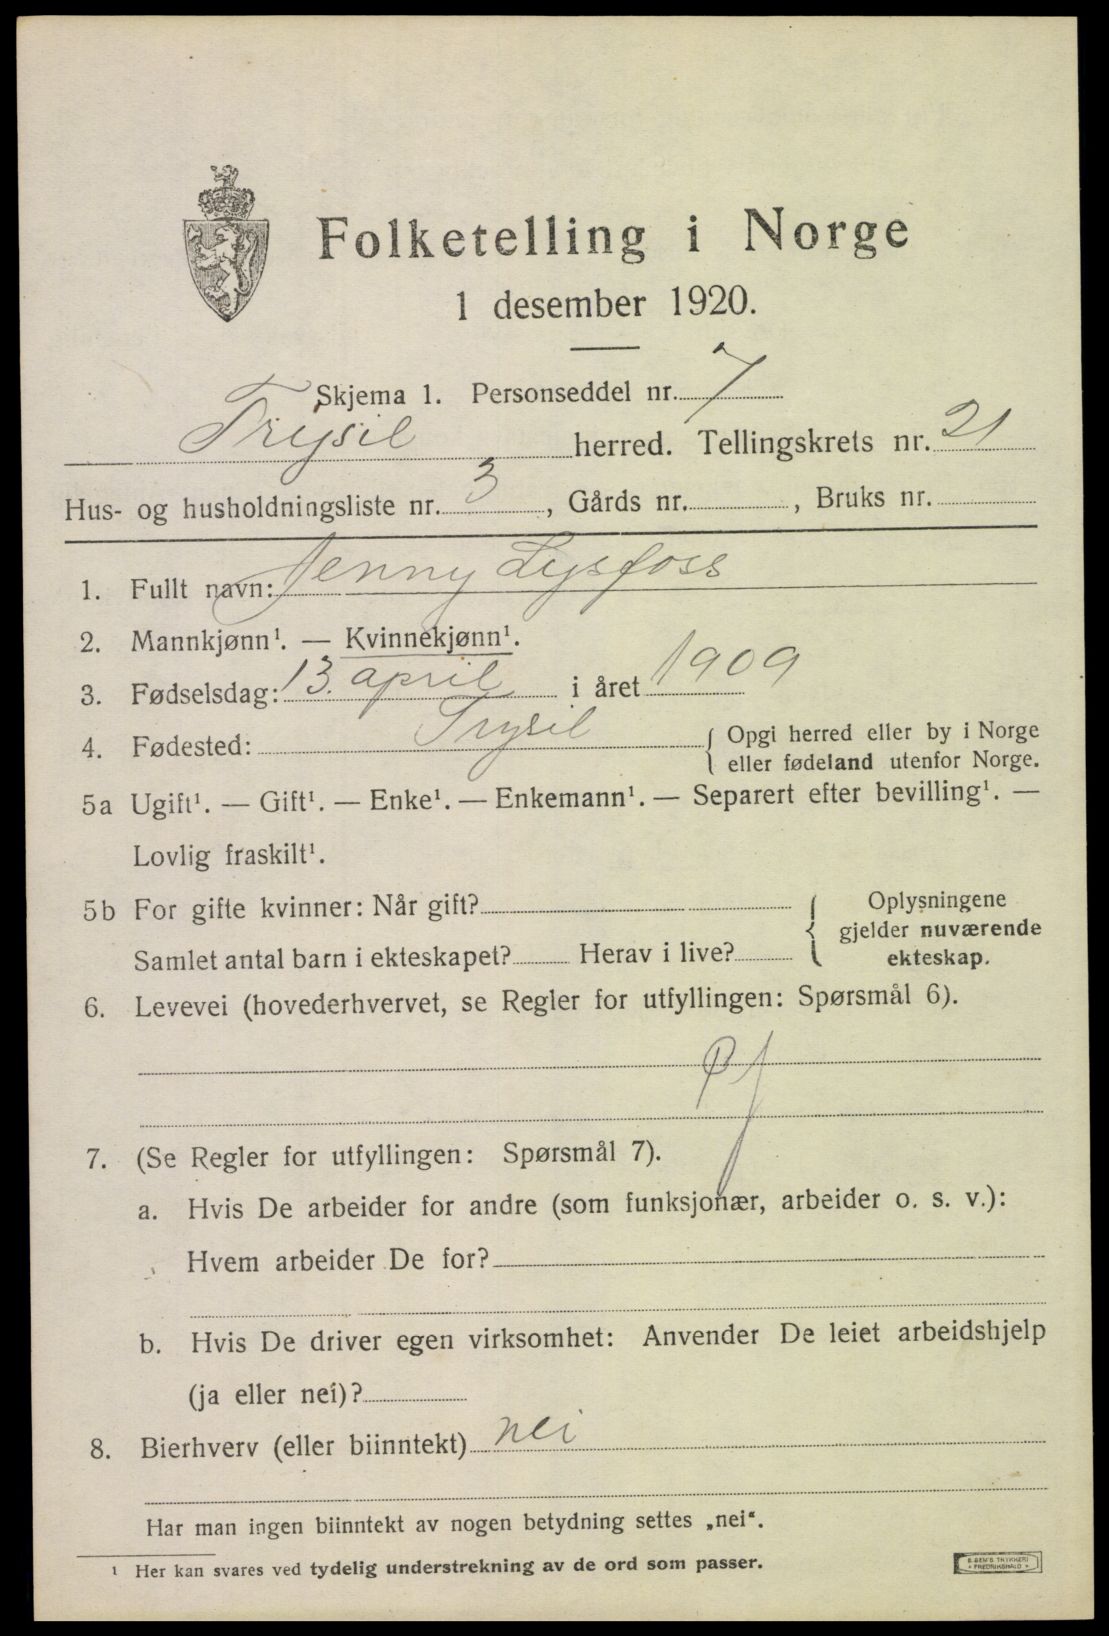 Folketelling i Norge
1 desember 1920.
Skjema 1. Personseddel nr. 7
Trysil herred. Tellingskrets nr. 21
Hus- og husholdningsliste nr. 3, Gårds nr. , Bruks nr.
1. Fullt navn: Jenny Lysfoss
2. Mannkjønn¹. — Kvinnekjønn¹.
3. Fødselsdag: 13. april i året 1909
4. Fødested: Trysil { Opgi herred eller by i Norge
eller fødeland utenfor Norge.
5a Ugift¹. — Gift¹. — Enke¹. — Enkemann¹. — Separert efter bevilling¹. —
Lovlig fraskilt¹.
5b For gifte kvinner: Når gift? { Oplysningene
gjelder nuværende
Samlet antal barn i ekteskapet? Herav i live? ekteskap.
6. Levevei (hovederhvervet, se Regler for utfyllingen: Spørsmål 6).
7. (Se Regler for utfyllingen: Spørsmål 7).
a. Hvis De arbeider for andre (som funksjonær, arbeider o. s. v.):
Hvem arbeider De for?
b. Hvis De driver egen virksomhet: Anvender De leiet arbeidshjelp
(ja eller nei)?
8. Bierhverv (eller biinntekt) nei
Har man ingen biinntekt av nogen betydning settes „nei“.
¹ Her kan svares ved tydelig understrekning av de ord som passer.